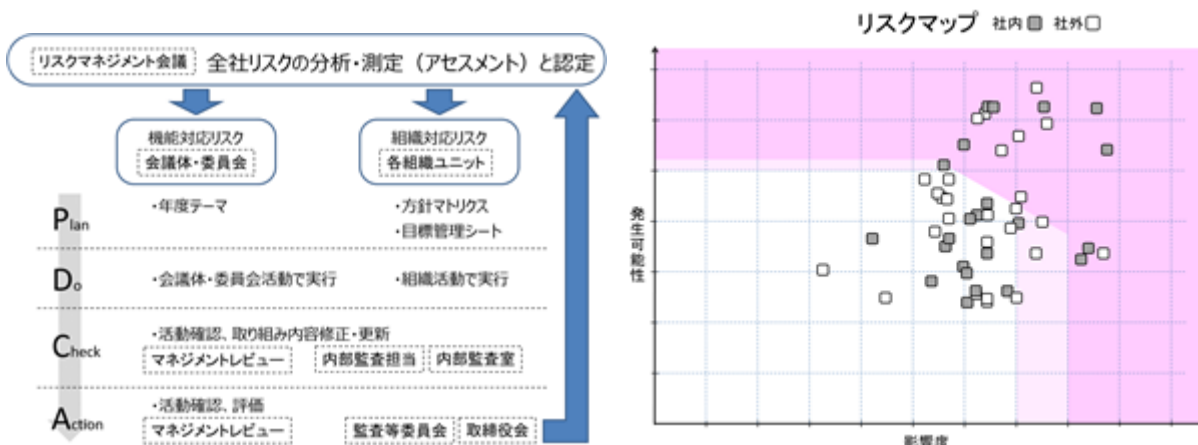 リスクマネジメント会議 全社リスクの分析・測定（アセスメント）と認定
機能対応リスク
会議体・委員会
組織対応リスク
各組織ユニット
Plan
・年度テーマ
・方針マトリクス
・目標管理シート
Do
・会議体・委員会活動で実行
・組織活動で実行
Check
・活動確認、取り組み内容修正・更新
マネジメントレビュー 内部監査担当 内部監査室
Action
・活動確認、評価
マネジメントレビュー 監査等委員会 取締役会
リスクマップ 社内 社外
発生可能性
影響度